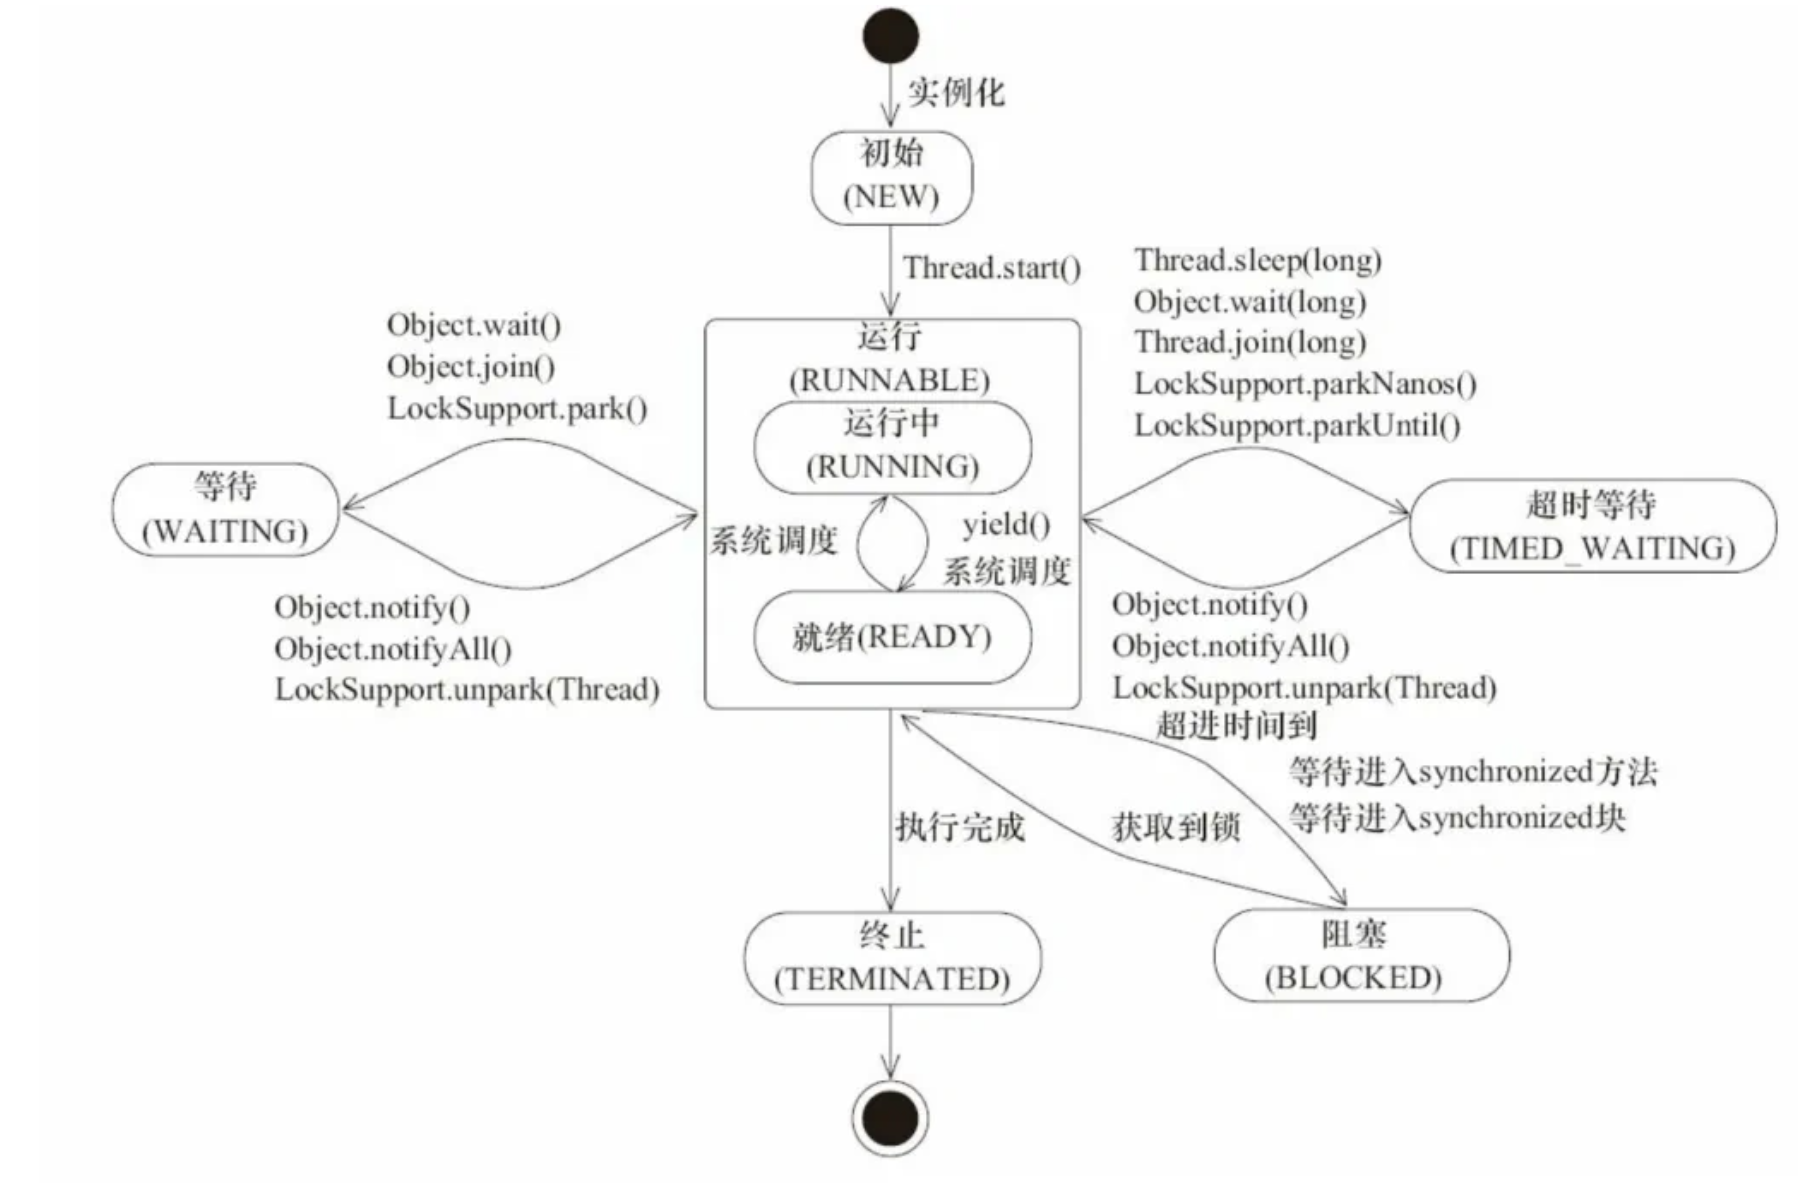 实例化
初始
(NEW)
Thread.start()
Object.wait()
Object.join()
LockSupport.park()
Thread.sleep(long)
Object.wait(long)
Thread.join(long)
LockSupport.parkNanos()
LockSupport.parkUntil()
运行
(RUNNABLE)
运行中
(RUNNING)
等待
(WAITING)
系统调度
yield()
系统调度
超时等待
(TIMED_WAITING)
就绪(READY)
Object.notify()
Object.notifyAll()
LockSupport.unpark(Thread)
Object.notify()
Object.notifyAll()
LockSupport.unpark(Thread)
超进时间到
等待进入synchronized方法
等待进入synchronized块
执行完成
获取到锁
终止
(TERMINATED)
阻塞
(BLOCKED)